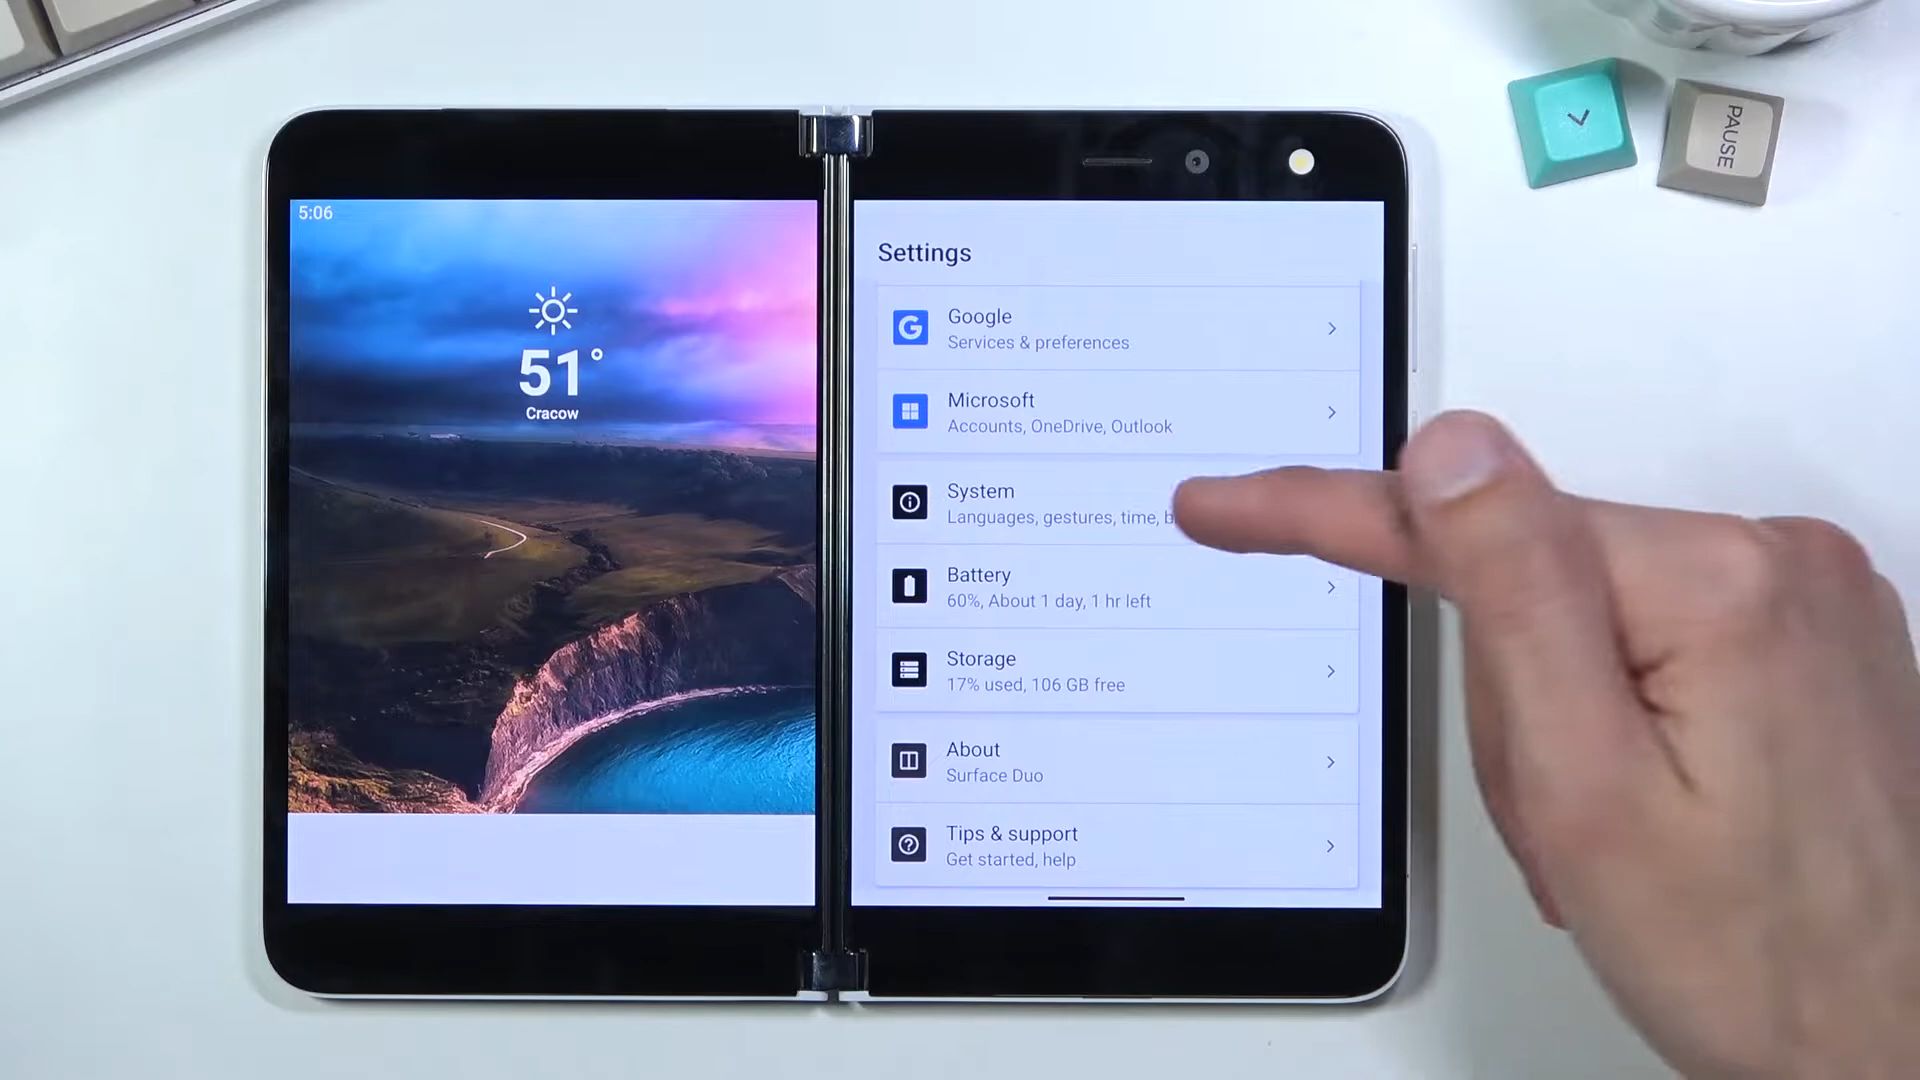 5:06
51°
Cracow
Settings
Google
Services & preferences
Microsoft
Accounts, OneDrive, Outlook
System
Languages, gestures, time,
Battery
60%, About 1 day, 1 hr left
Storage
17% used, 106 GB free
About
Surface Duo
Tips & support
Get started, help
PAUSE